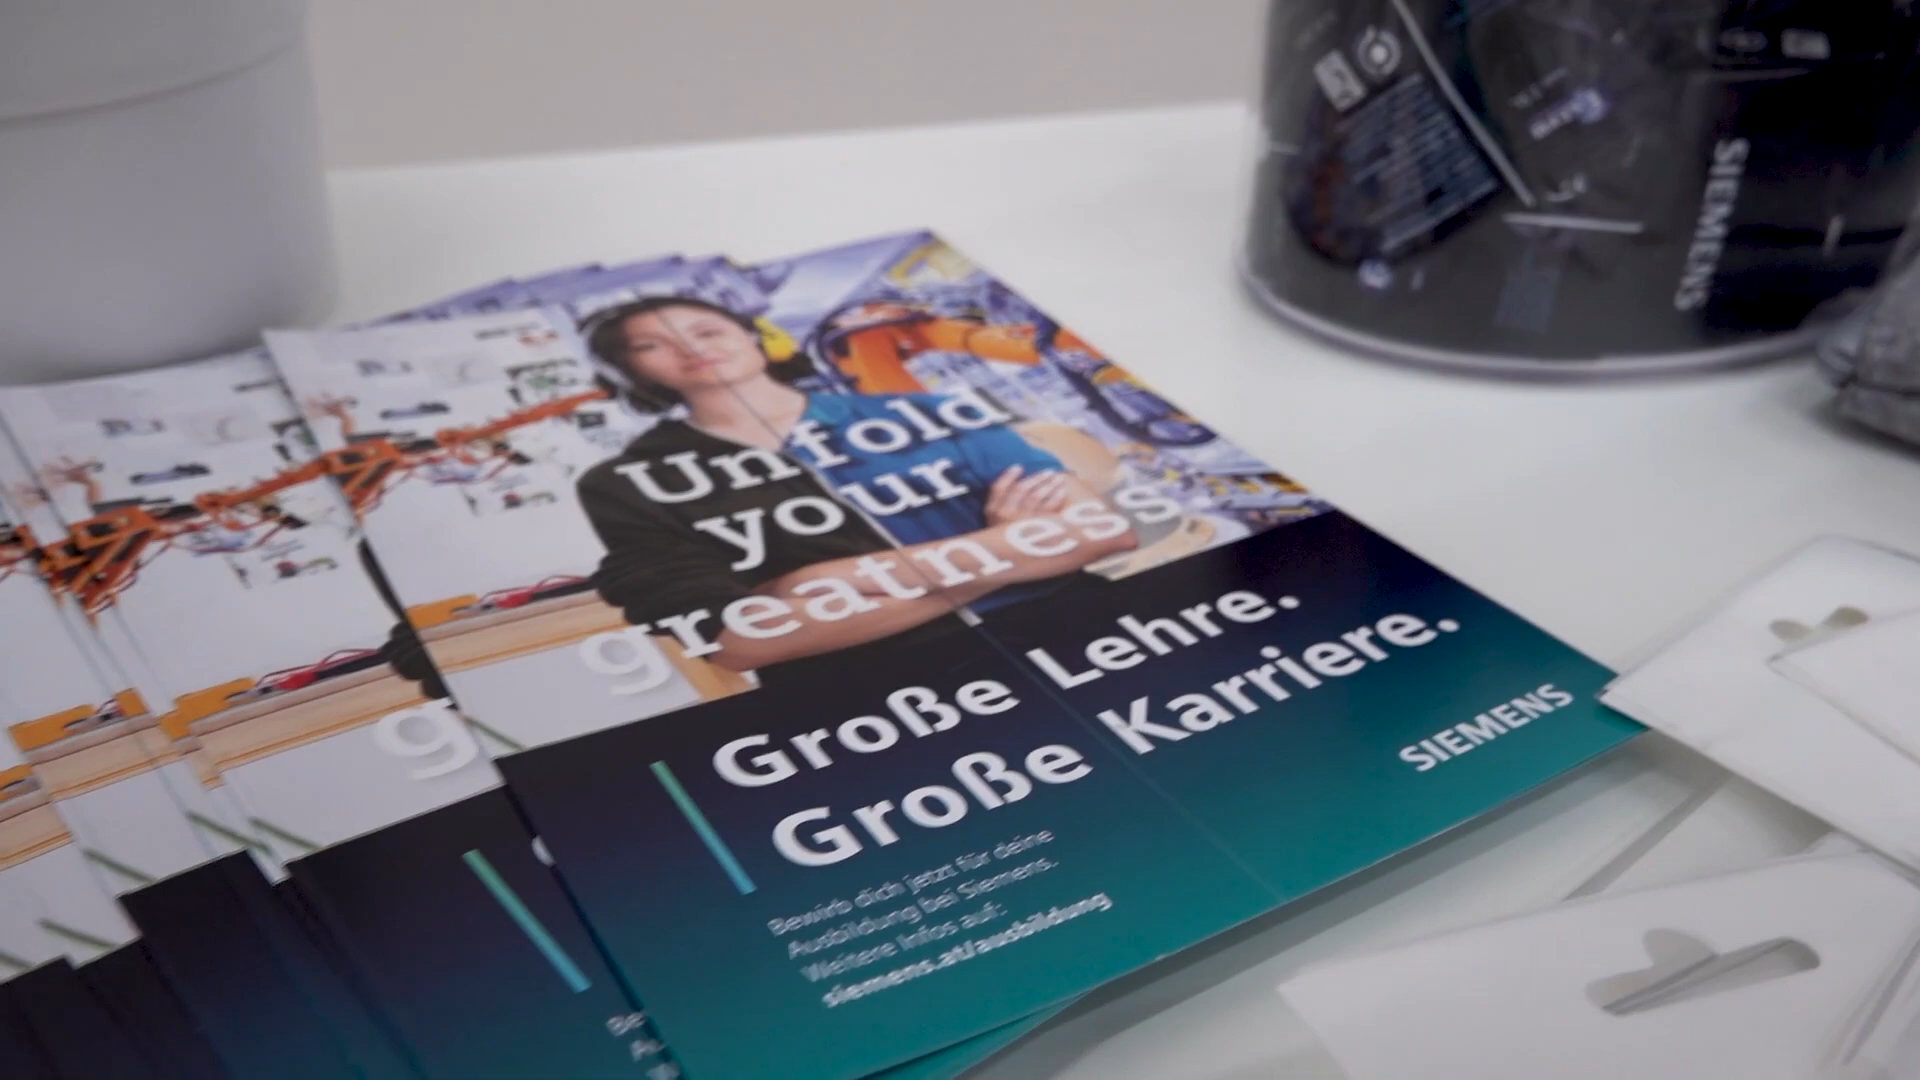 SIEMENS
Unfold
your
greatness
Große Lehre.
Große Karriere.
SIEMENS
Bewirb dich jetzt für deine
Ausbildung bei Siemens.
Weitere Infos auf:
siemens.at/ausbildung
g
g
Be